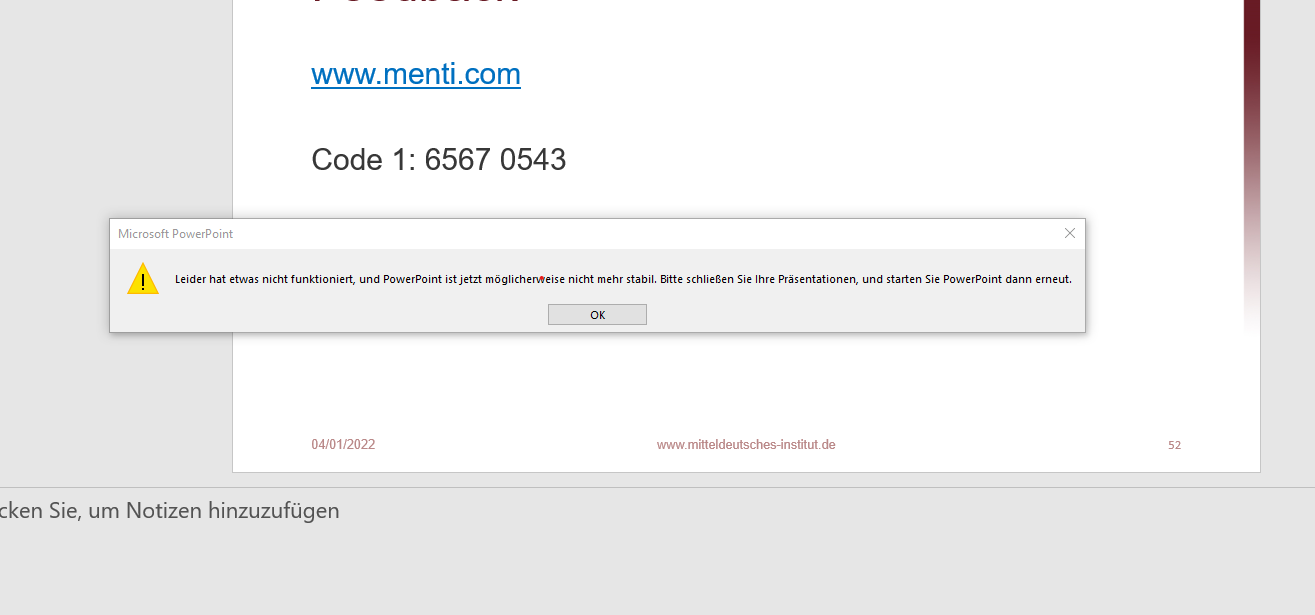 www.menti.com
Code 1: 6567 0543
Microsoft PowerPoint
Leider hat etwas nicht funktioniert, und PowerPoint ist jetzt möglicherweise nicht mehr stabil. Bitte schließen Sie Ihre Präsentationen, und starten Sie PowerPoint dann erneut.
OK
04/01/2022 www.mitteldeutsches-institut.de 52
cken Sie, um Notizen hinzuzufügen